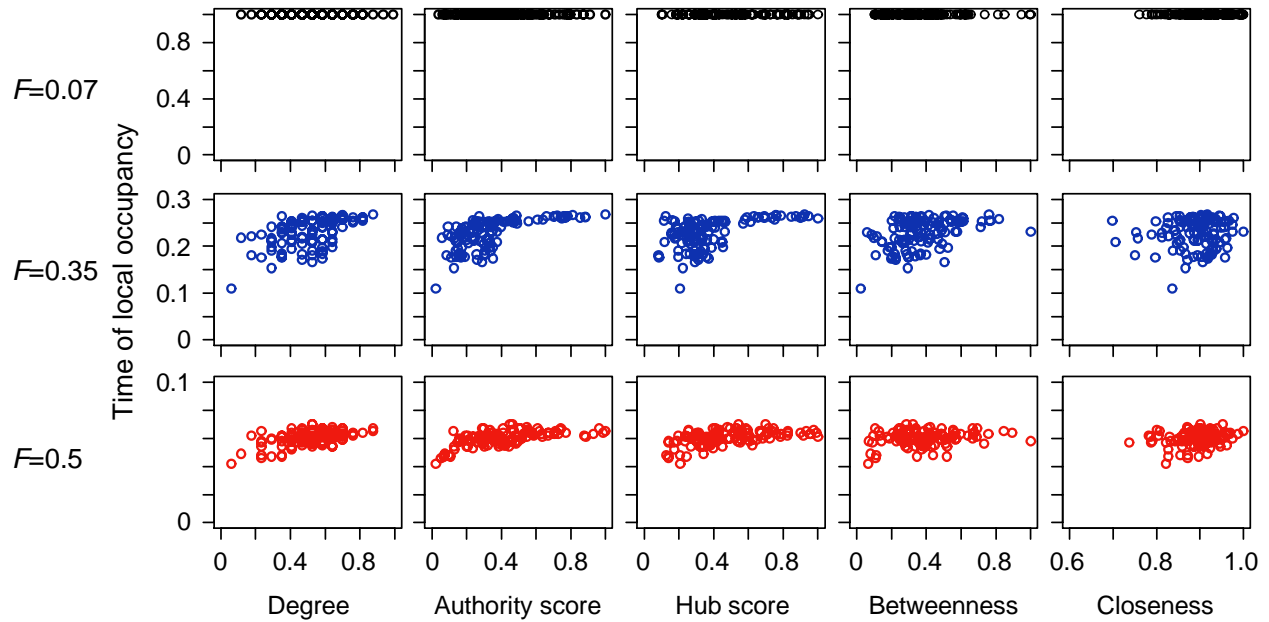 F=0.07
0.8
0.4
0
Time of local occupancy
F=0.35
0.3
0.2
0.1
0
F=0.5
0.1
0
0 0.4 0.8 0 0.4 0.8 0 0.4 0.8 0 0.4 0.8 0.6 0.8 1.0
Degree Authority score Hub score Betweenness Closeness